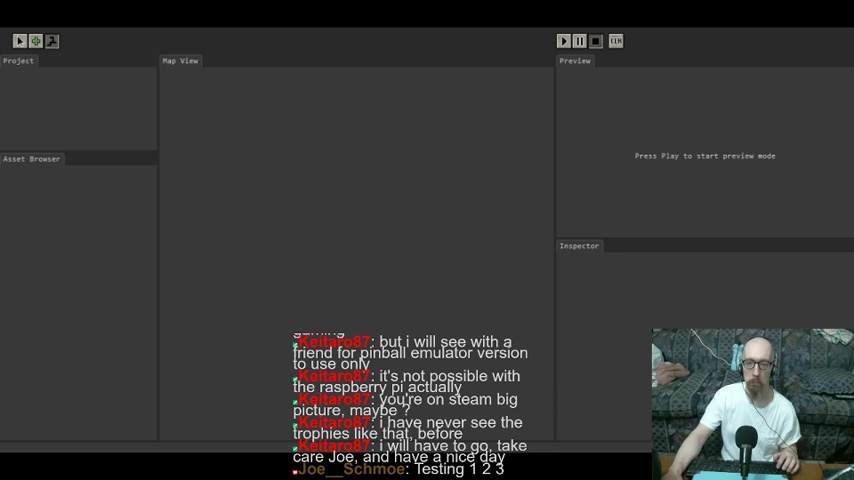 CLR
Project
Map View
Preview
Press Play to start preview mode
Asset Browser
Inspector
gaming
Keitaro87: but i will see with a
friend for pinball emulator version
to use only
Keitaro87: it's not possible with
the raspberry pi actually
Keitaro87: you're on steam big
picture, maybe ?
Keitaro87: i have never see the
trophies like that, before
Keitaro87: i will have to go, take
care Joe, and have a nice day
Joe__Schmoe: Testing 1 2 3